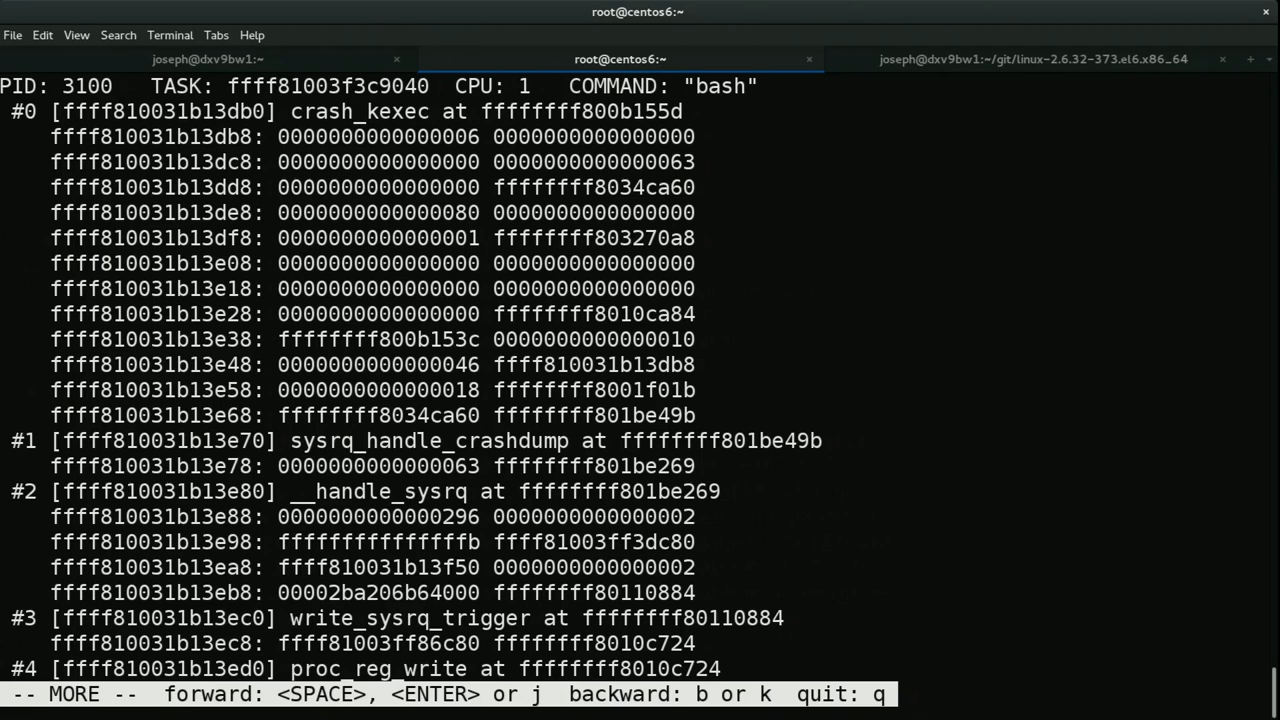 root@centos6:~
×
File Edit View Search Terminal Tabs Help
joseph@dxv9bw1:~ × root@centos6:~ × joseph@dxv9bw1:~/git/linux-2.6.32-373.el6.x86_64 ×
PID: 3100 TASK: ffff81003f3c9040 CPU: 1 COMMAND: "bash"
#0 [ffff810031b13db0] crash_kexec at ffffffff800b155d
ffff810031b13db8: 0000000000000006 0000000000000000
ffff810031b13dc8: 0000000000000000 0000000000000063
ffff810031b13dd8: 0000000000000000 ffffffff8034ca60
ffff810031b13de8: 0000000000000080 0000000000000000
ffff810031b13df8: 0000000000000001 ffffffff803270a8
ffff810031b13e08: 0000000000000000 0000000000000000
ffff810031b13e18: 0000000000000000 0000000000000000
ffff810031b13e28: 0000000000000000 ffffffff8010ca84
ffff810031b13e38: ffffffff800b153c 0000000000000010
ffff810031b13e48: 0000000000000046 ffff810031b13db8
ffff810031b13e58: 0000000000000018 ffffffff8001f01b
ffff810031b13e68: ffffffff8034ca60 ffffffff801be49b
#1 [ffff810031b13e70] sysrq_handle_crashdump at ffffffff801be49b
ffff810031b13e78: 0000000000000063 ffffffff801be269
#2 [ffff810031b13e80] __handle_sysrq at ffffffff801be269
ffff810031b13e88: 0000000000000296 0000000000000002
ffff810031b13e98: fffffffffffffffb ffff81003ff3dc80
ffff810031b13ea8: ffff810031b13f50 0000000000000002
ffff810031b13eb8: 00002ba206b64000 ffffffff80110884
#3 [ffff810031b13ec0] write_sysrq_trigger at ffffffff80110884
ffff810031b13ec8: ffff81003ff86c80 ffffffff8010c724
#4 [ffff810031b13ed0] proc_reg_write at ffffffff8010c724
-- MORE -- forward: <SPACE>, <ENTER> or j backward: b or k quit: q